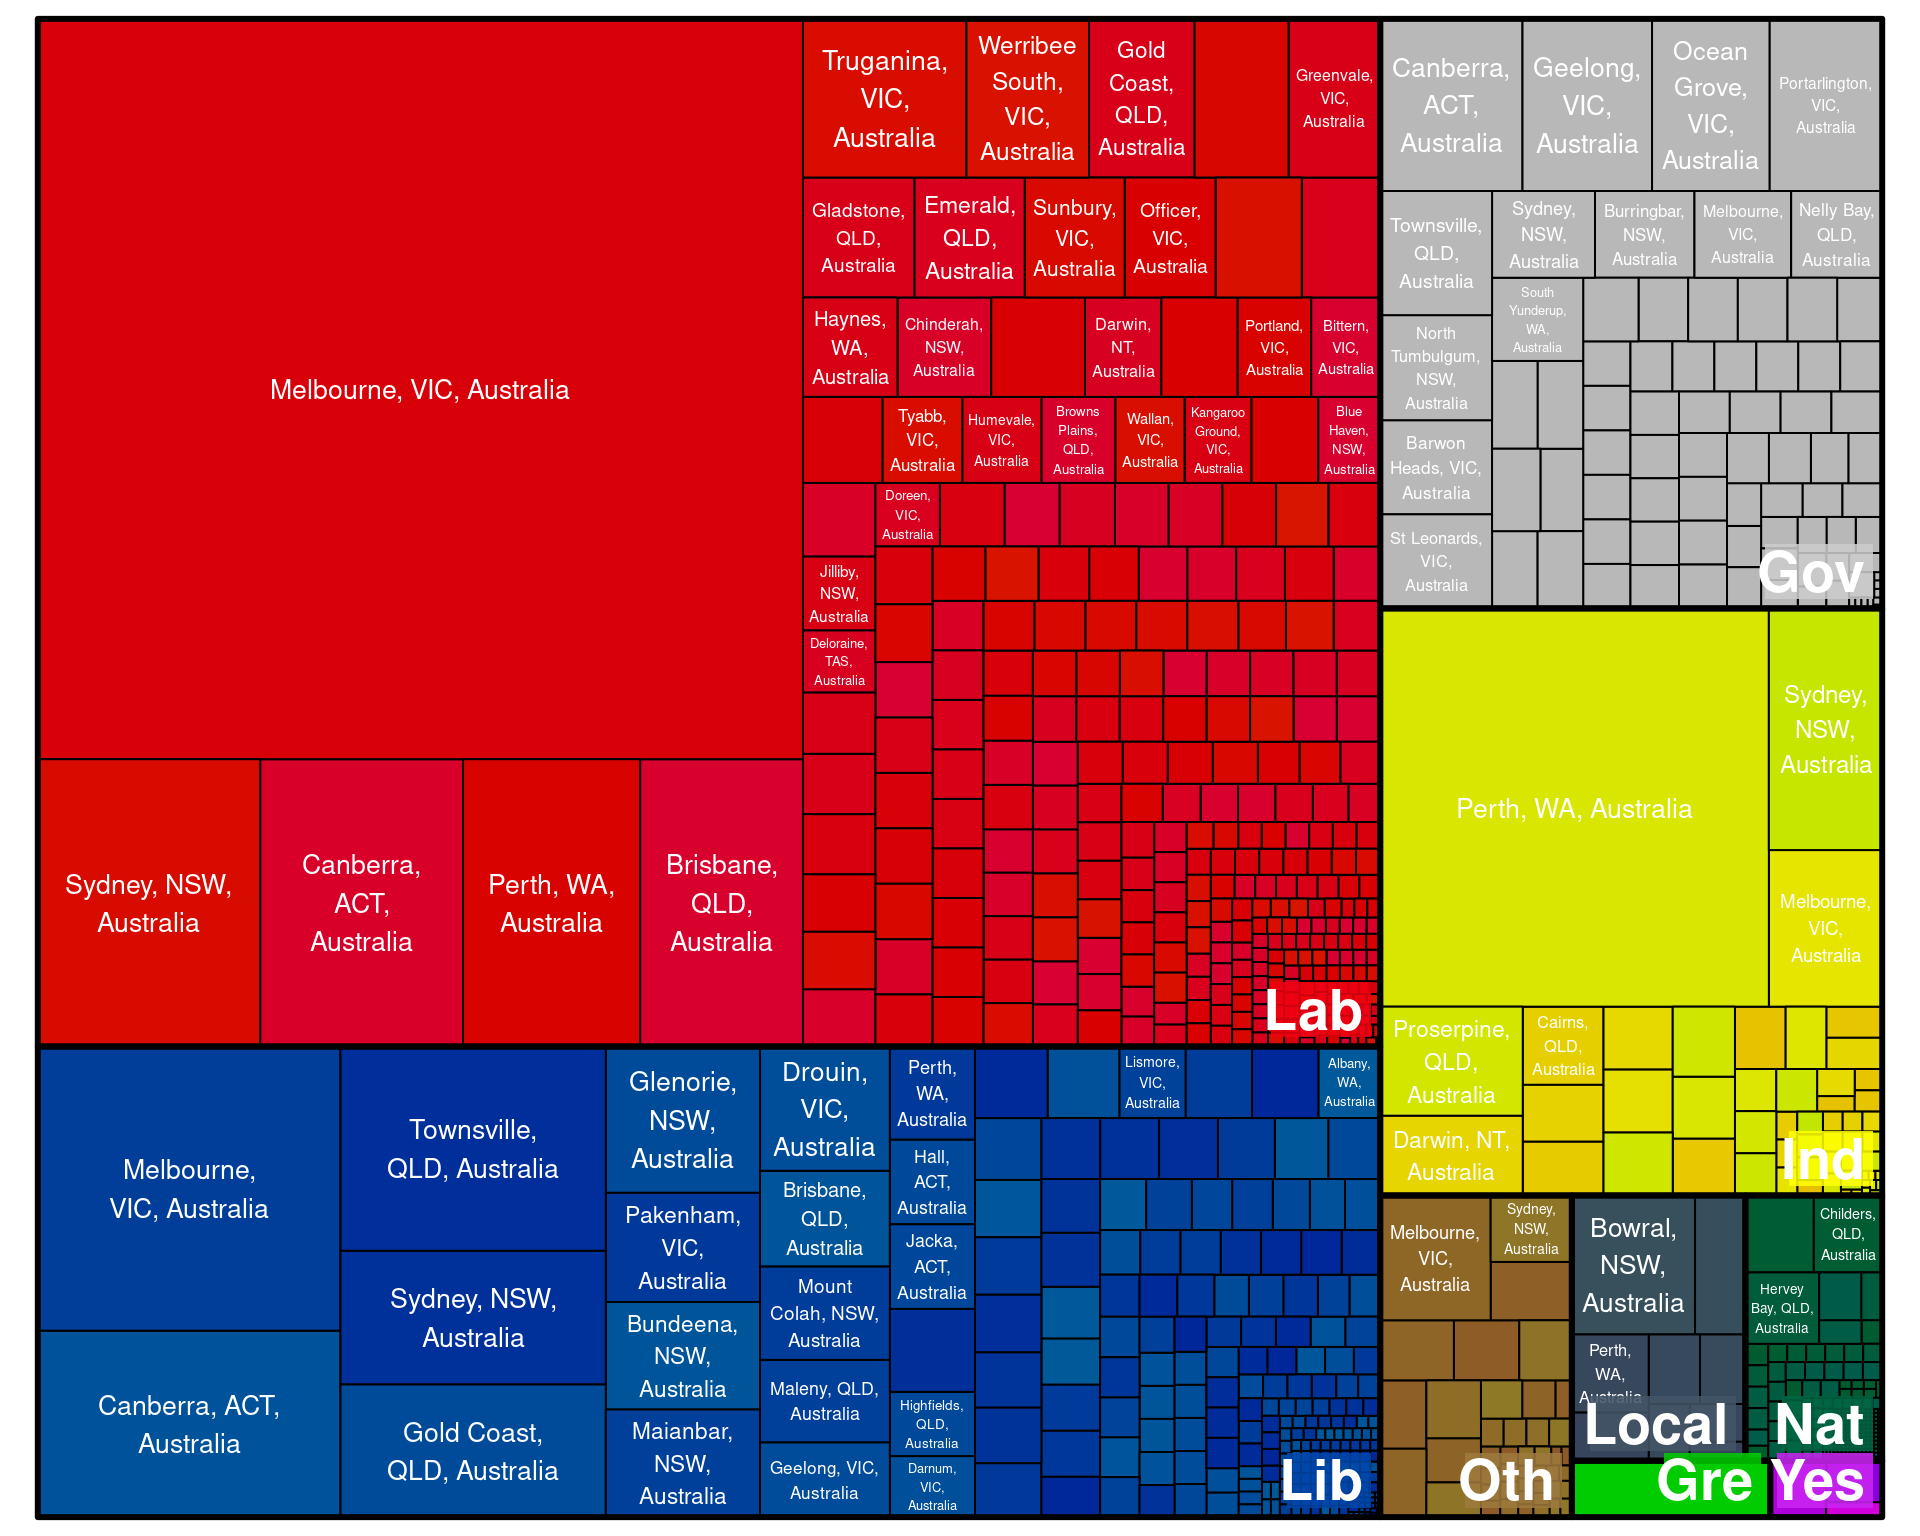 Melbourne, VIC, Australia
Sydney, NSW,
Australia
Canberra,
ACT,
Australia
Perth, WA,
Australia
Brisbane,
QLD,
Australia
Truganina,
VIC,
Australia
Werribee
South,
VIC,
Australia
Gold
Coast,
QLD,
Australia
Greenvale,
VIC,
Australia
Gladstone,
QLD,
Australia
Emerald,
QLD,
Australia
Sunbury,
VIC,
Australia
Officer,
VIC,
Australia
Haynes,
WA,
Australia
Chinderah,
NSW,
Australia
Darwin,
NT,
Australia
Portland,
VIC,
Australia
Bittern,
VIC,
Australia
Tyabb,
VIC,
Australia
Humevale,
VIC,
Australia
Browns
Plains,
QLD,
Australia
Wallan,
VIC,
Australia
Kangaroo
Ground,
VIC,
Australia
Blue
Haven,
NSW,
Australia
Doreen,
VIC,
Australia
Jilliby,
NSW,
Australia
Deloraine,
TAS,
Australia
Lab
Melbourne,
VIC, Australia
Canberra, ACT,
Australia
Townsville,
QLD, Australia
Sydney, NSW,
Australia
Gold Coast,
QLD, Australia
Glenorie,
NSW,
Australia
Pakenham,
VIC,
Australia
Bundeena,
NSW,
Australia
Maianbar,
NSW,
Australia
Drouin,
VIC,
Australia
Brisbane,
QLD,
Australia
Mount
Colah, NSW,
Australia
Maleny, QLD,
Australia
Geelong, VIC,
Australia
Perth,
WA,
Australia
Hall,
ACT,
Australia
Jacka,
ACT,
Australia
Highfields,
QLD,
Australia
Darnum,
VIC,
Australia
Lismore,
VIC,
Australia
Albany,
WA,
Australia
Lib
Canberra,
ACT,
Australia
Geelong,
VIC,
Australia
Ocean
Grove,
VIC,
Australia
Portarlington,
VIC,
Australia
Townsville,
QLD,
Australia
North
Tumbulgum,
NSW,
Australia
Barwon
Heads, VIC,
Australia
St Leonards,
VIC,
Australia
Sydney,
NSW,
Australia
Burringbar,
NSW,
Australia
Melbourne,
VIC,
Australia
Nelly Bay,
QLD,
Australia
South
Yunderup,
WA,
Australia
Gov
Perth, WA, Australia
Sydney,
NSW,
Australia
Melbourne,
VIC,
Australia
Proserpine,
QLD,
Australia
Darwin, NT,
Australia
Cairns,
QLD,
Australia
Ind
Melbourne,
VIC,
Australia
Sydney,
NSW,
Australia
Oth
Bowral,
NSW,
Australia
Perth,
WA,
Australia
Local
Childers,
QLD,
Australia
Hervey
Bay, QLD,
Australia
Nat
Gre
Yes